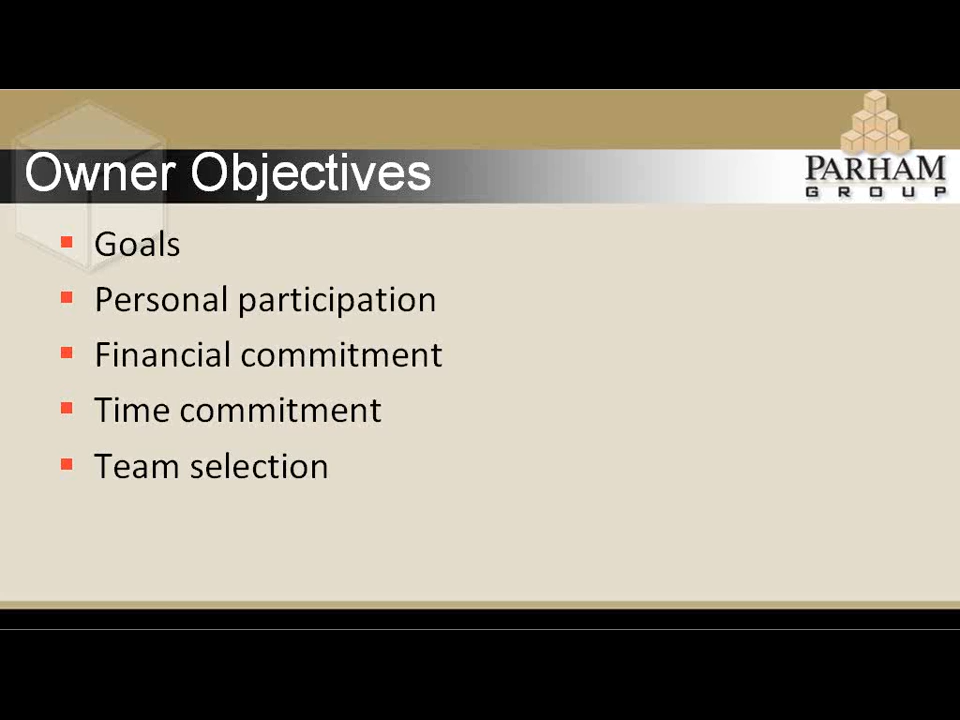 Owner Objectives
PARHAM
GROUP
Goals
Personal participation
Financial commitment
Time commitment
Team selection